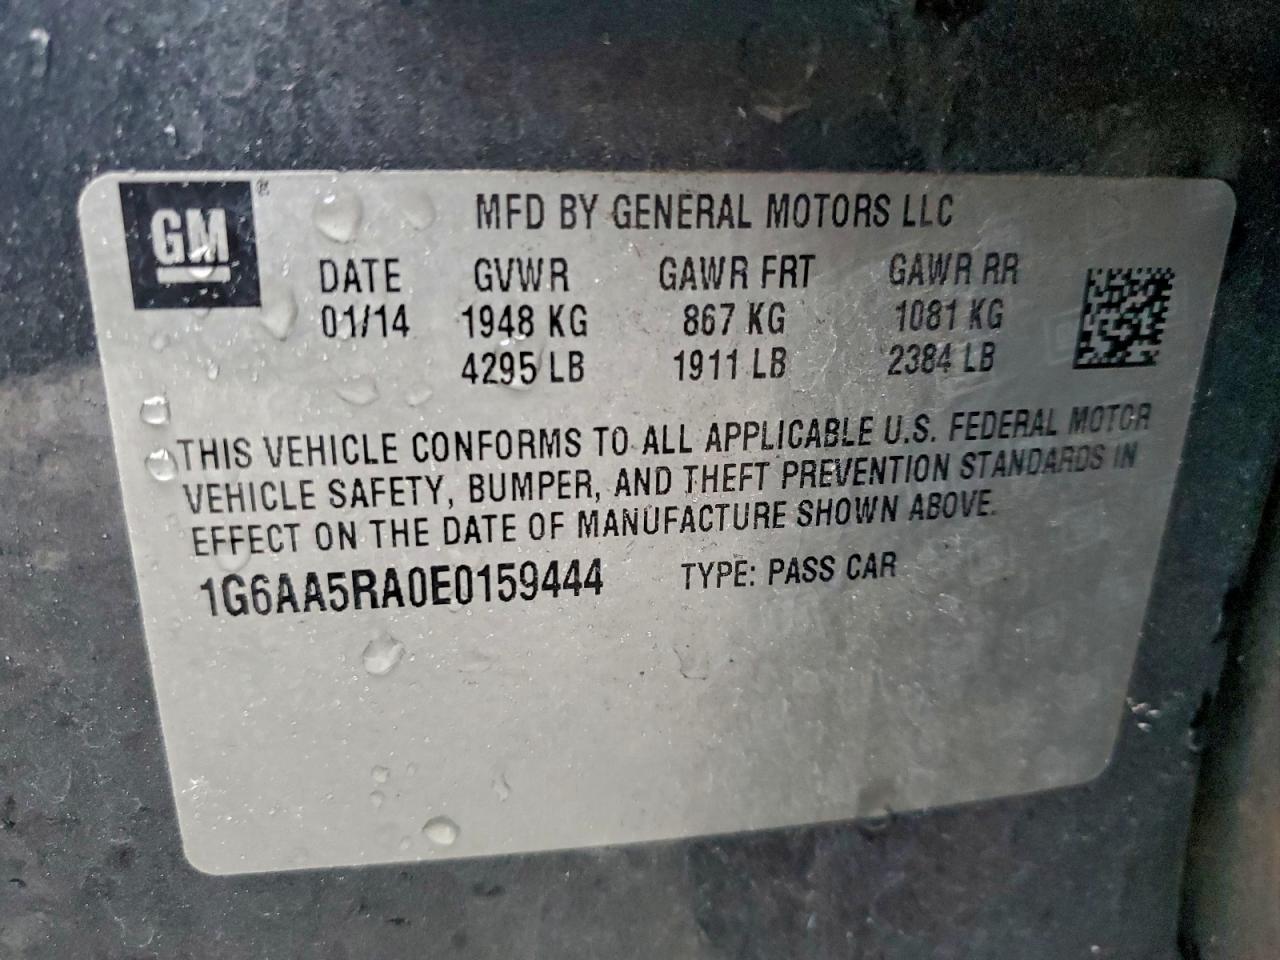 GM ®
MFD BY GENERAL MOTORS LLC
DATE GVWR GAWR FRT GAWR RR
01/14 1948 KG 867 KG 1081 KG
4295 LB 1911 LB 2384 LB
THIS VEHICLE CONFORMS TO ALL APPLICABLE U.S. FEDERAL MOTOR
VEHICLE SAFETY, BUMPER, AND THEFT PREVENTION STANDARDS IN
EFFECT ON THE DATE OF MANUFACTURE SHOWN ABOVE.
1G6AA5RA0E0159444 TYPE: PASS CAR